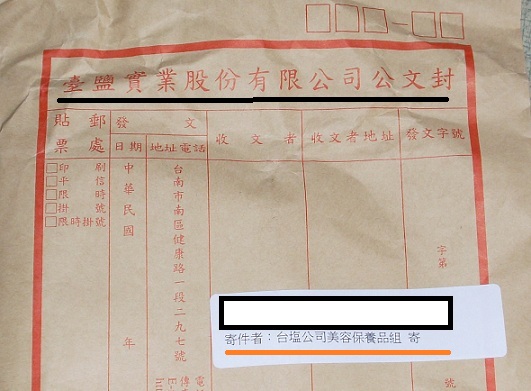 臺鹽實業股份有限公司公文封
貼郵
票處
發文
日期
地址電話
收文者
收文者地址
發文字號
□印刷
□平信
□限時
□掛號
□限時掛號
中華民國 年
台南市南區健康路一段二九七號
電
傳
字第
號
寄件者：台塩公司美容保養品組 寄